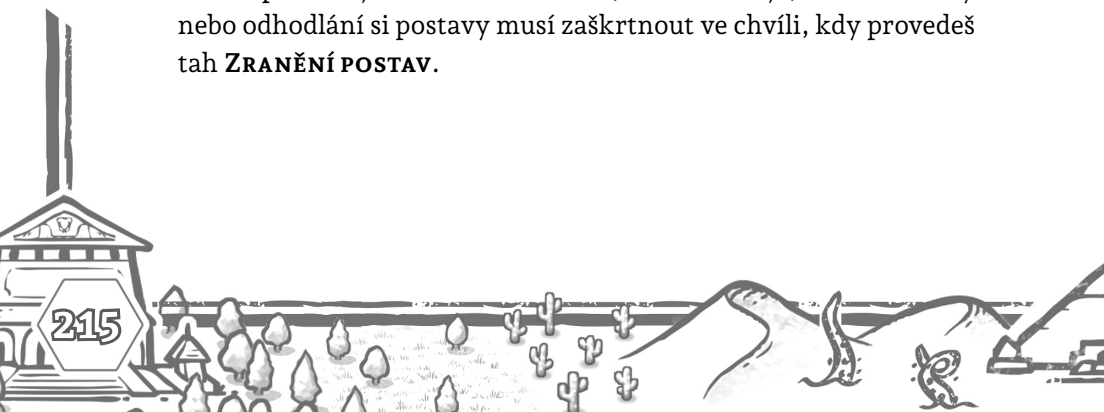 nebo odhodlání si postavy musí zaškrtnout ve chvíli, kdy provedeš
tah ZRANĚNÍ POSTAV.
215